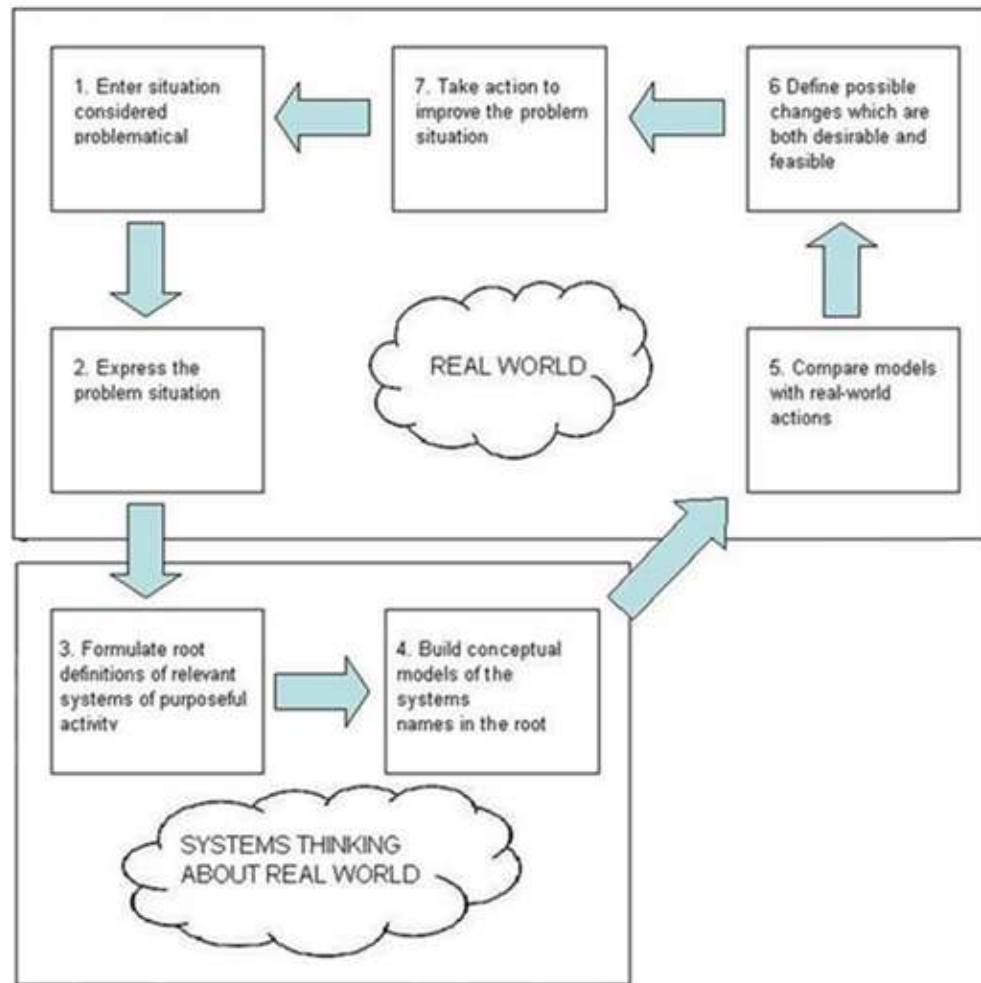 1. Enter situation
considered
problematical
7. Take action to
improve the problem
situation
6 Define possible
changes which are
both desirable and
feasible
2. Express the
problem situation
REAL WORLD
5. Compare models
with real-world
actions
3. Formulate root
definitions of relevant
systems of purposeful
activity
4. Build conceptual
models of the
systems
names in the root
SYSTEMS THINKING
ABOUT REAL WORLD